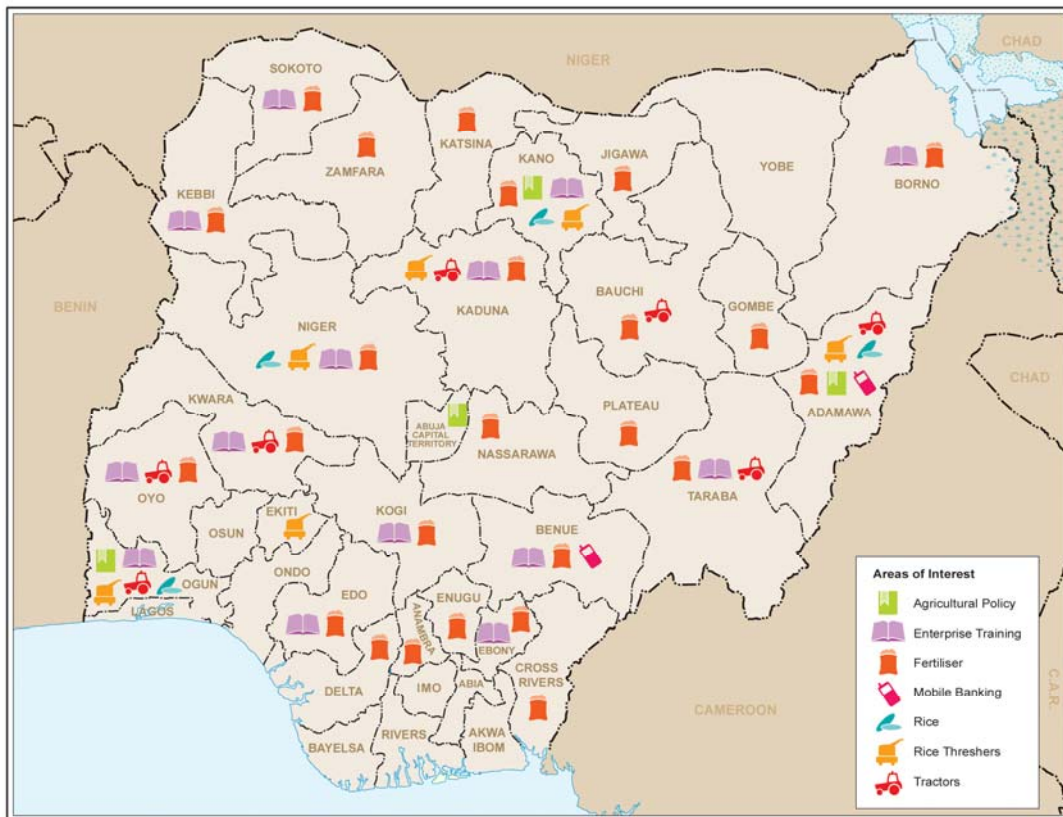 CHAD
NIGER
SOKOTO
KATSINA
ZAMFARA
KANO
JIGAWA
YOBE
BORNO
KEBBI
BENIN
NIGER
KADUNA
BAUCHI
GOMBE
CHAD
KWARA
ABUJA
CAPITAL
TERRITORY
NASSARAWA
PLATEAU
ADAMAWA
TARABA
OYO
OSUN
EKITI
KOGI
BENUE
OGUN
LAGOS
ONDO
EDO
ENUGU
ANAMBRA
EBONY
CROSS
RIVERS
DELTA
IMO
ABIA
BAYELSA
RIVERS
AKWA
IBOM
CAMEROON
C.A.R.
Areas of Interest
Agricultural Policy
Enterprise Training
Fertiliser
Mobile Banking
Rice
Rice Threshers
Tractors